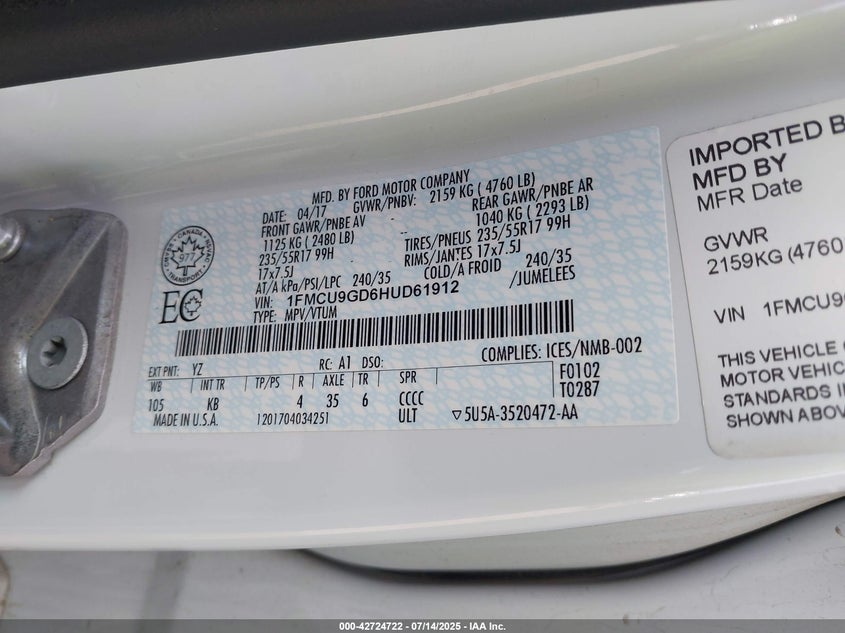 MFD. BY FORD MOTOR COMPANY
DATE: 04/17 GVWR/PNBV: 2159 KG ( 4760 LB)
FRONT GAWR/PNBE AV REAR GAWR/PNBE AR
1125 KG ( 2480 LB) 1040 KG ( 2293 LB)
235/55R17 99H TIRES/PNEUS 235/55R17 99H
17x7.5J RIMS/JANTES 17x7.5J
AT/A kPa/PSI/LPC 240/35 COLD/A FROID 240/35
VIN: 1FMCU9GD6HUD61912 /JUMELEES
TYPE: MPV/VTUM
CANADA
977
TRANSPORT
EC
COMPLIES: ICES/NMB-002
EXT PNT: YZ RC: A1 DSO:
WB INT TR TP/PS R AXLE TR SPR F0102
105 KB 4 35 6 CCCC T0287
MADE IN U.S.A. 1201704034251 ULT ▽5U5A-3520472-AA
IMPORTED B
MFD BY
MFR Date
GVWR
2159KG (4760
VIN 1FMCU9
THIS VEHICLE
MOTOR VEHIC
STANDARDS IN
SHOWN ABOV
000-42724722 | 07/14/2025 | IAA Inc.